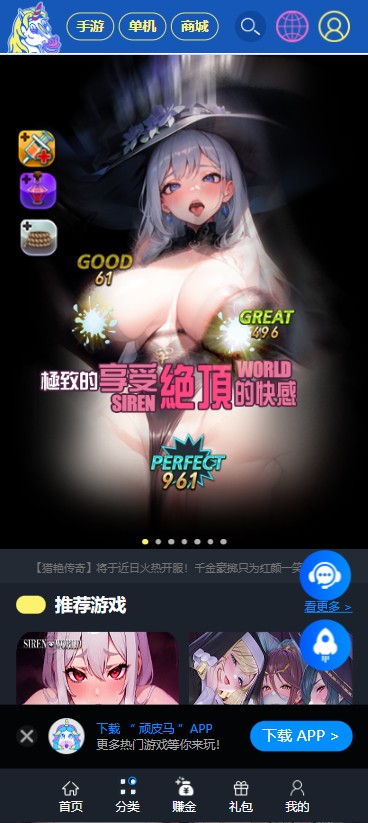 手游 单机 商城
GOOD
61
GREAT
496
極致的享受絕頂的快感
SIREN WORLD
PERFECT
961
【猎艳传奇】将于近日火热开服！千金豪掷只为红颜一笑
推荐游戏
看更多 >
SIREN WORLD
下载 “ 顽皮马 ” APP
更多热门游戏等你来玩！
下载 APP >
首页 分类 赚金 礼包 我的